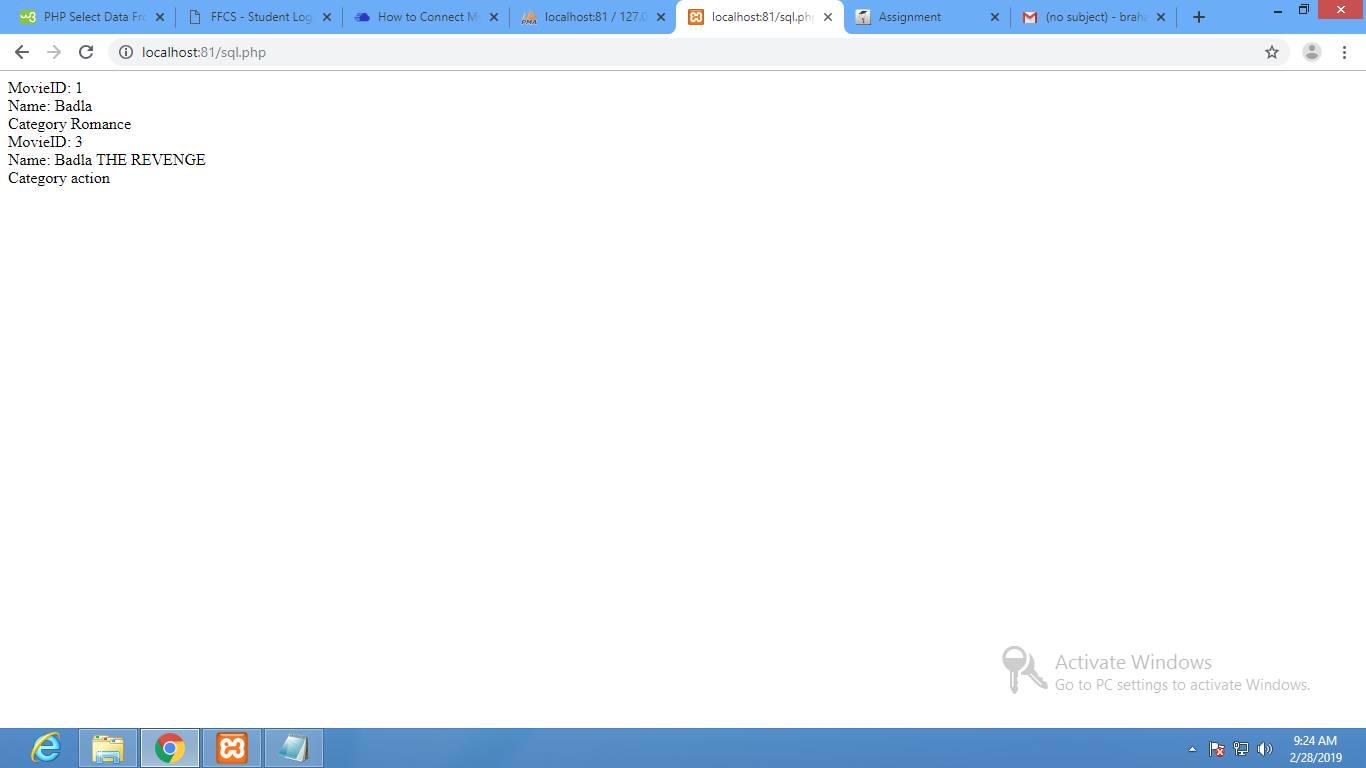 PHP Select Data Fro
FFCS - Student Log
How to Connect My
localhost:81 / 127.0
localhost:81/sql.php
Assignment
(no subject) - braha
localhost:81/sql.php
MovieID: 1
Name: Badla
Category Romance
MovieID: 3
Name: Badla THE REVENGE
Category action
Activate Windows
Go to PC settings to activate Windows.
9:24 AM
2/28/2019